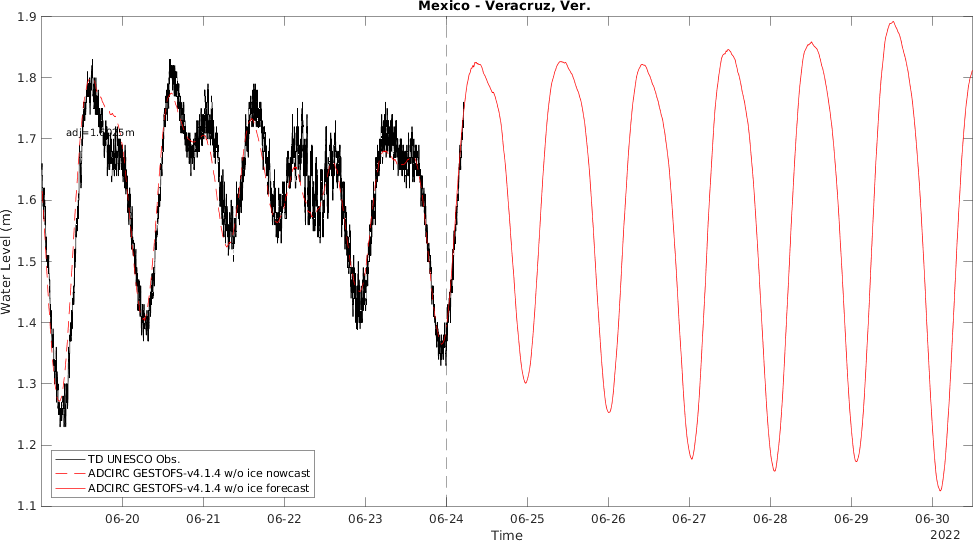 Mexico - Veracruz, Ver.
1.9
1.8
1.7
1.6
1.5
1.4
1.3
1.2
1.1
Water Level (m)
TD UNESCO Obs.
ADCIRC GESTOFS-v4.1.4 w/o ice nowcast
ADCIRC GESTOFS-v4.1.4 w/o ice forecast
06-20 06-21 06-22 06-23 06-24 06-25 06-26 06-27 06-28 06-29 06-30
Time
2022